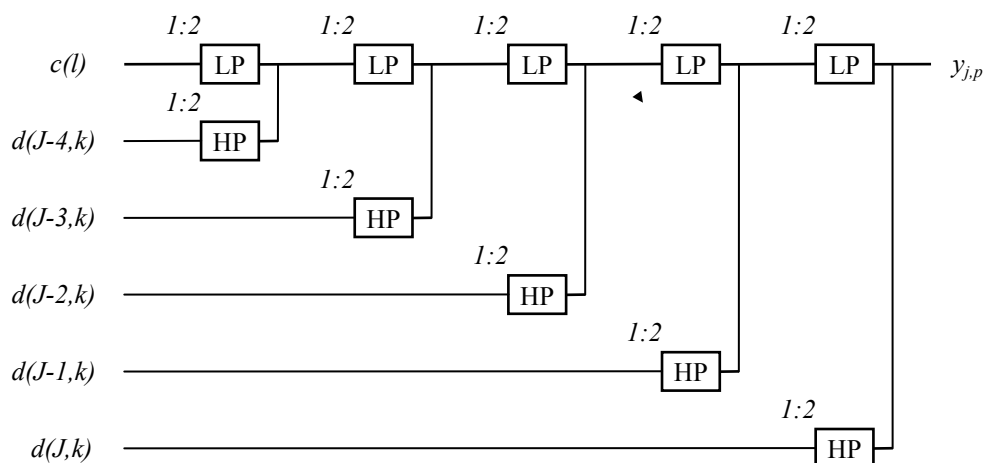 1:2 1:2 1:2 1:2 1:2
c(l) LP LP LP LP LP y_{j,p}
1:2
d(J-4,k) HP
1:2
d(J-3,k) HP
1:2
d(J-2,k) HP
1:2
d(J-1,k) HP
1:2
d(J,k) HP